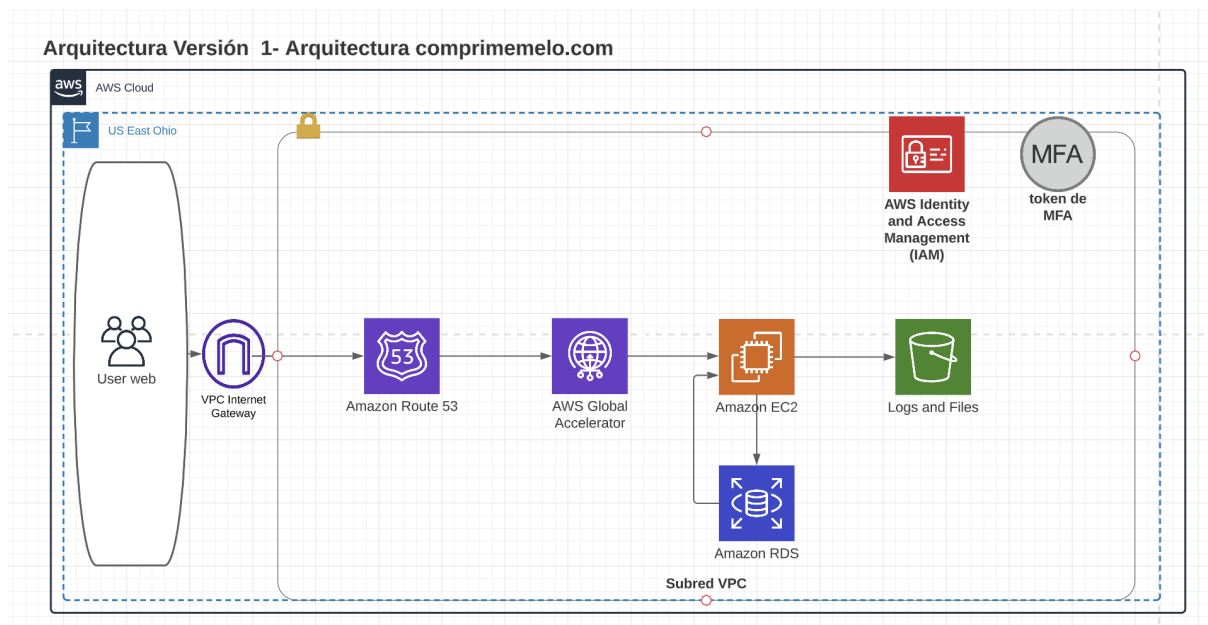 Arquitectura Versión 1- Arquitectura comprimemelo.com
aws
AWS Cloud
US East Ohio
MFA
AWS Identity
and Access
Management
(IAM)
token de
MFA
User web
VPC Internet
Gateway
53
Amazon Route 53
AWS Global
Accelerator
Amazon EC2
Logs and Files
Amazon RDS
Subred VPC